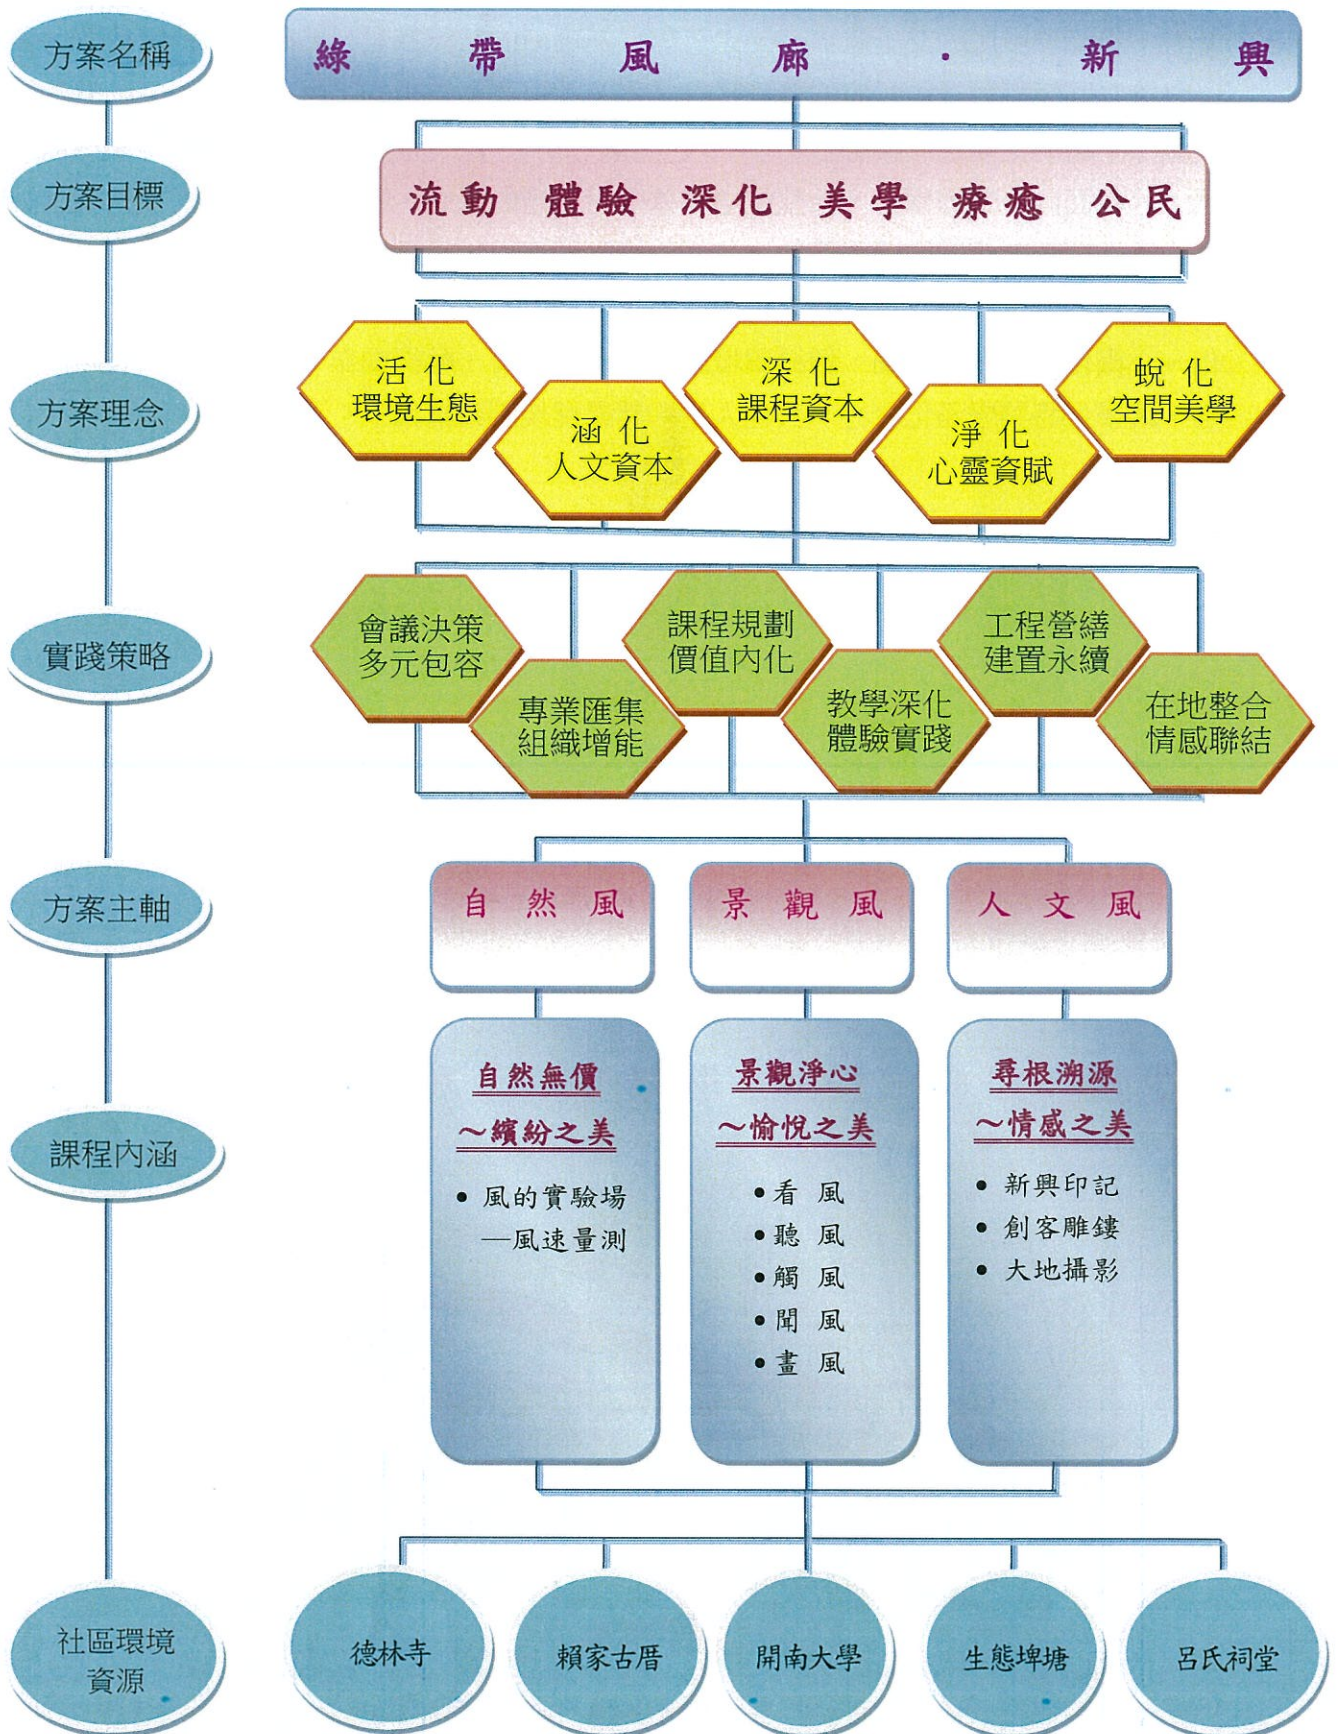 方案名稱
綠帶風廊·新興
方案目標
流動 體驗 深化 美學 療癒 公民
方案理念
活化
環境生態
涵化
人文資本
深化
課程資本
淨化
心靈資賦
蛻化
空間美學
實踐策略
會議決策
多元包容
專業匯集
組織增能
課程規劃
價值內化
教學深化
體驗實踐
工程營繕
建置永續
在地整合
情感聯結
方案主軸
自然風
景觀風
人文風
課程內涵
自然無價
～繽紛之美
• 風的實驗場
—風速量測
景觀淨心
～愉悅之美
• 看 風
• 聽 風
• 觸 風
• 聞 風
• 畫 風
尋根溯源
～情感之美
• 新興印記
• 創客雕鏤
• 大地攝影
社區環境
資源
德林寺
賴家古厝
開南大學
生態埤塘
呂氏祠堂